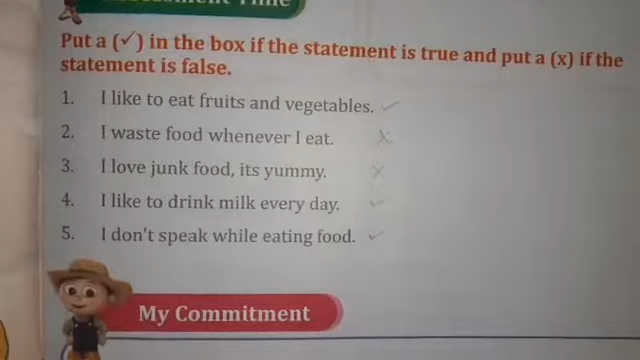 Put a (✓) in the box if the statement is true and put a (x) if the
statement is false.
1. I like to eat fruits and vegetables. ✓
2. I waste food whenever I eat. X
3. I love junk food, its yummy. X
4. I like to drink milk every day. ✓
5. I don't speak while eating food. ✓
My Commitment